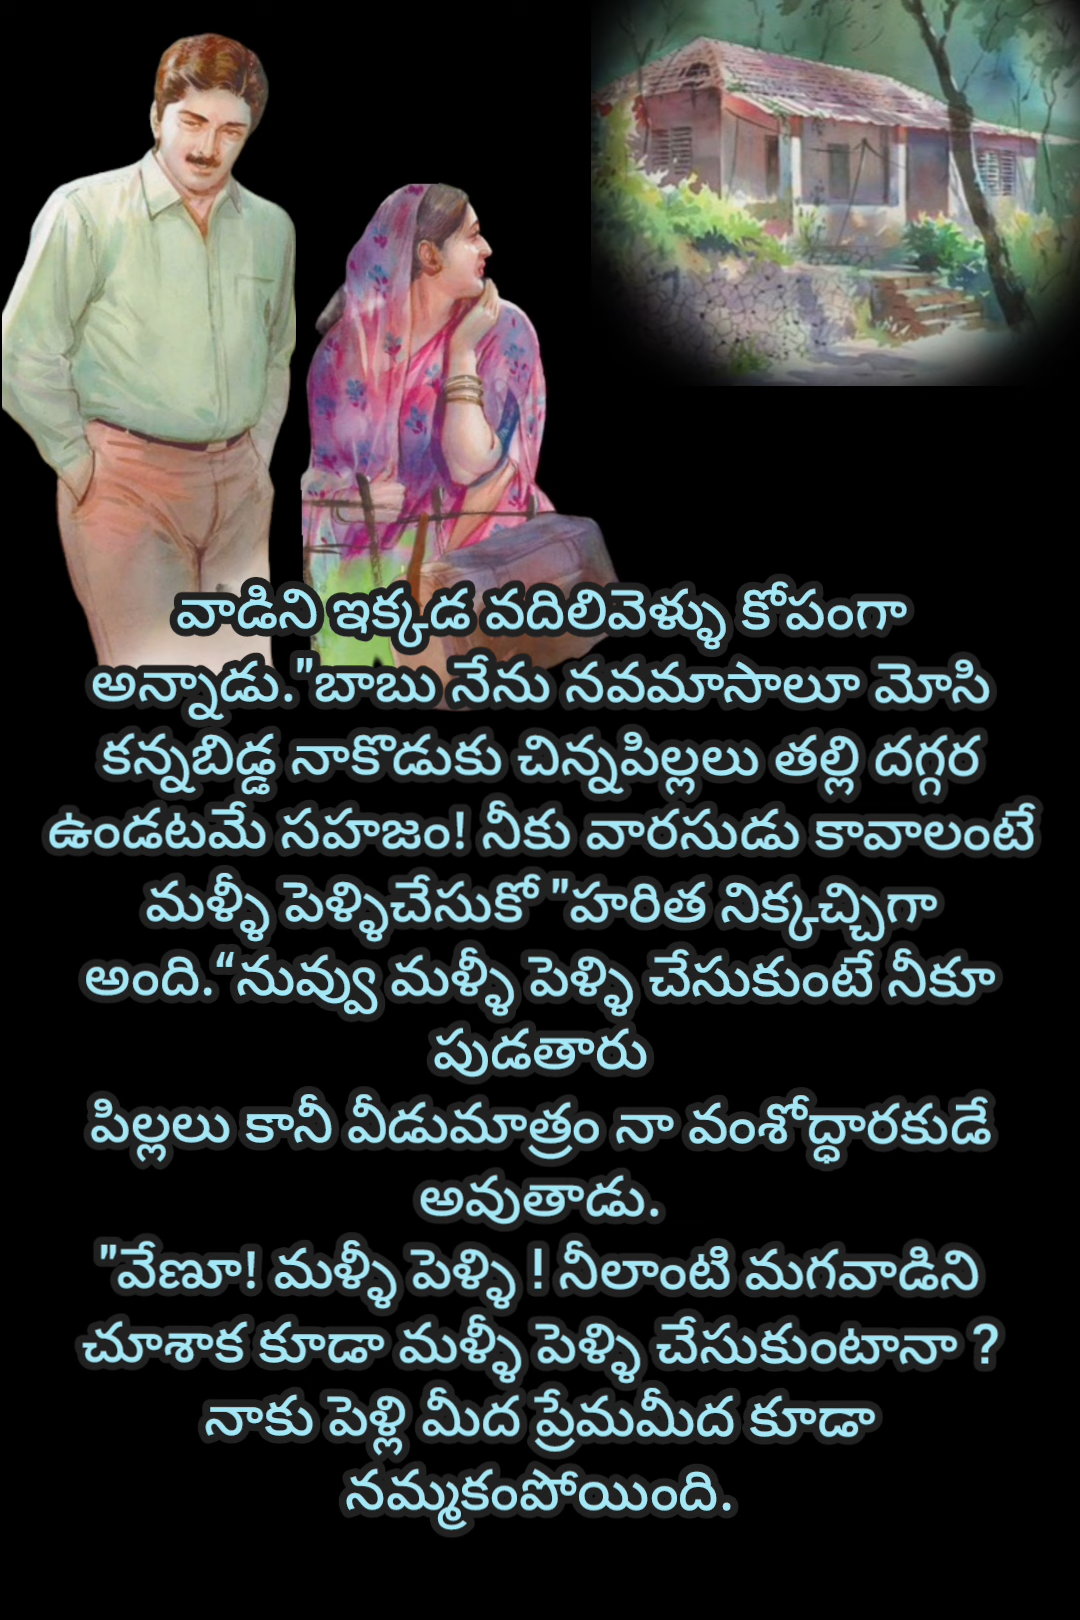 వాడిని ఇక్కడ వదిలివెళ్ళు కోపంగా
అన్నాడు."బాబు నేను నవమాసాలూ మోసి
కన్నబిడ్డ నాకొడుకు చిన్నపిల్లలు తల్లి దగ్గర
ఉండటమే సహజం! నీకు వారసుడు కావాలంటే
మళ్ళీ పెళ్ళిచేసుకో "హరిత నిక్కచ్చిగా
అంది.“నువ్వు మళ్ళీ పెళ్ళి చేసుకుంటే నీకూ
పుడతారు
పిల్లలు కానీ వీడుమాత్రం నా వంశోద్ధారకుడే
అవుతాడు.
"వేణూ! మళ్ళీ పెళ్ళి ! నీలాంటి మగవాడిని
చూశాక కూడా మళ్ళీ పెళ్ళి చేసుకుంటానా ?
నాకు పెళ్లి మీద ప్రేమమీద కూడా
నమ్మకంపోయింది.